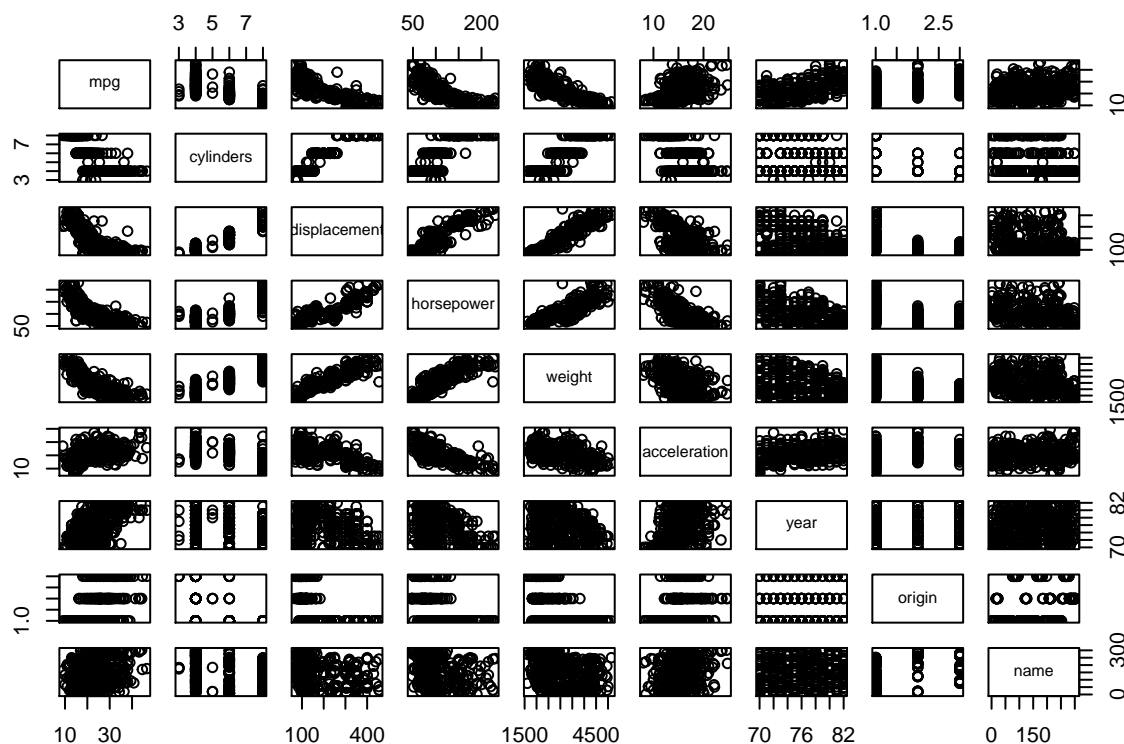 3 5 7 50 200 10 20 1.0 2.5
mpg
10
3 7
cylinders
displacement
100
50
horsepower
weight
1500
10
acceleration
year
70 82
1.0
origin
name
0 300
10 30 100 400 1500 4500 70 76 82 0 150